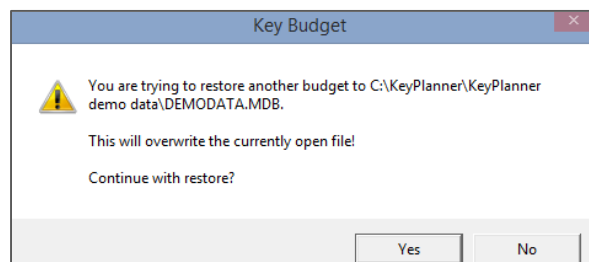 Key Budget
You are trying to restore another budget to C:\KeyPlanner\KeyPlanner
demo data\DEMODATA.MDB.
This will overwrite the currently open file!
Continue with restore?
Yes No